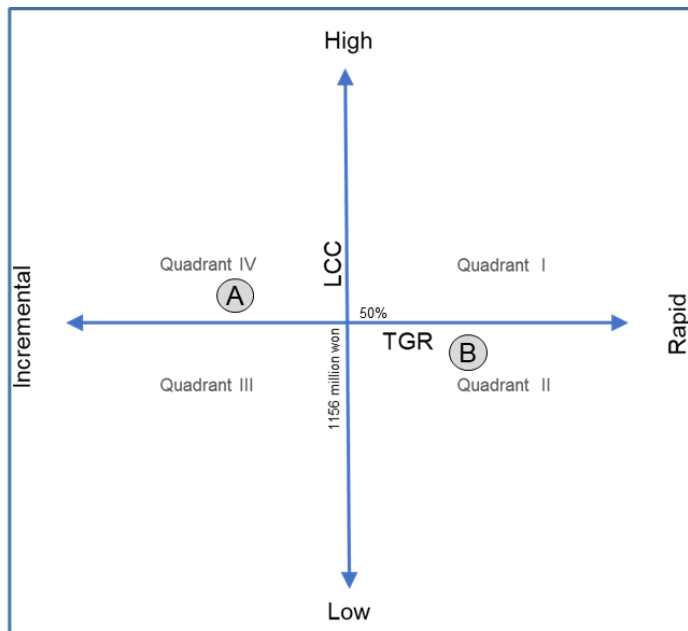 High
Quadrant IV
LCC
Quadrant I
A
Incremental
50%
TGR
Rapid
B
1156 million won
Quadrant III
Quadrant II
Low